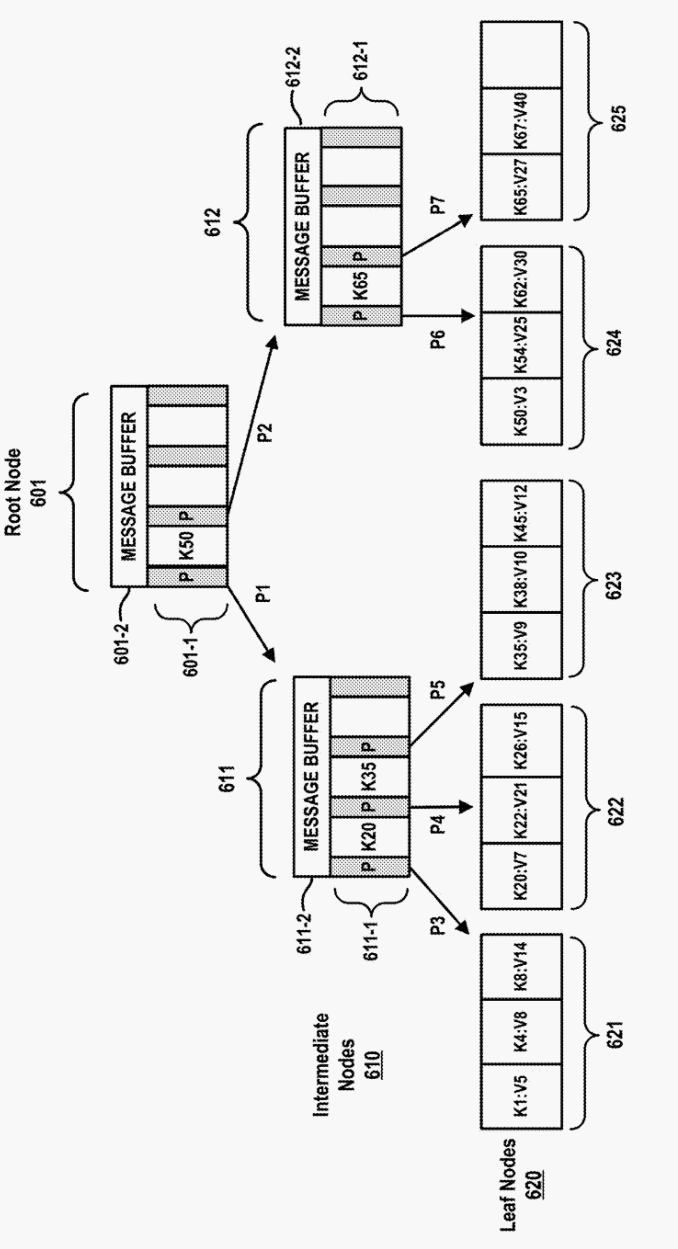 Root Node
601
601-2
MESSAGE BUFFER
601-1
P
K50
P
P1
P2
611
612
611-2
MESSAGE BUFFER
611-1
P
K20
P
K35
P
MESSAGE BUFFER
612-2
P
K65
P
612-1
Intermediate
Nodes
610
P3
P4
P5
P6
P7
Leaf Nodes
620
K1:V5
K4:V8
K8:V14
K20:V7
K22:V21
K26:V15
K35:V9
K38:V10
K45:V12
K50:V3
K54:V25
K62:V30
K65:V27
K67:V40
621
622
623
624
625